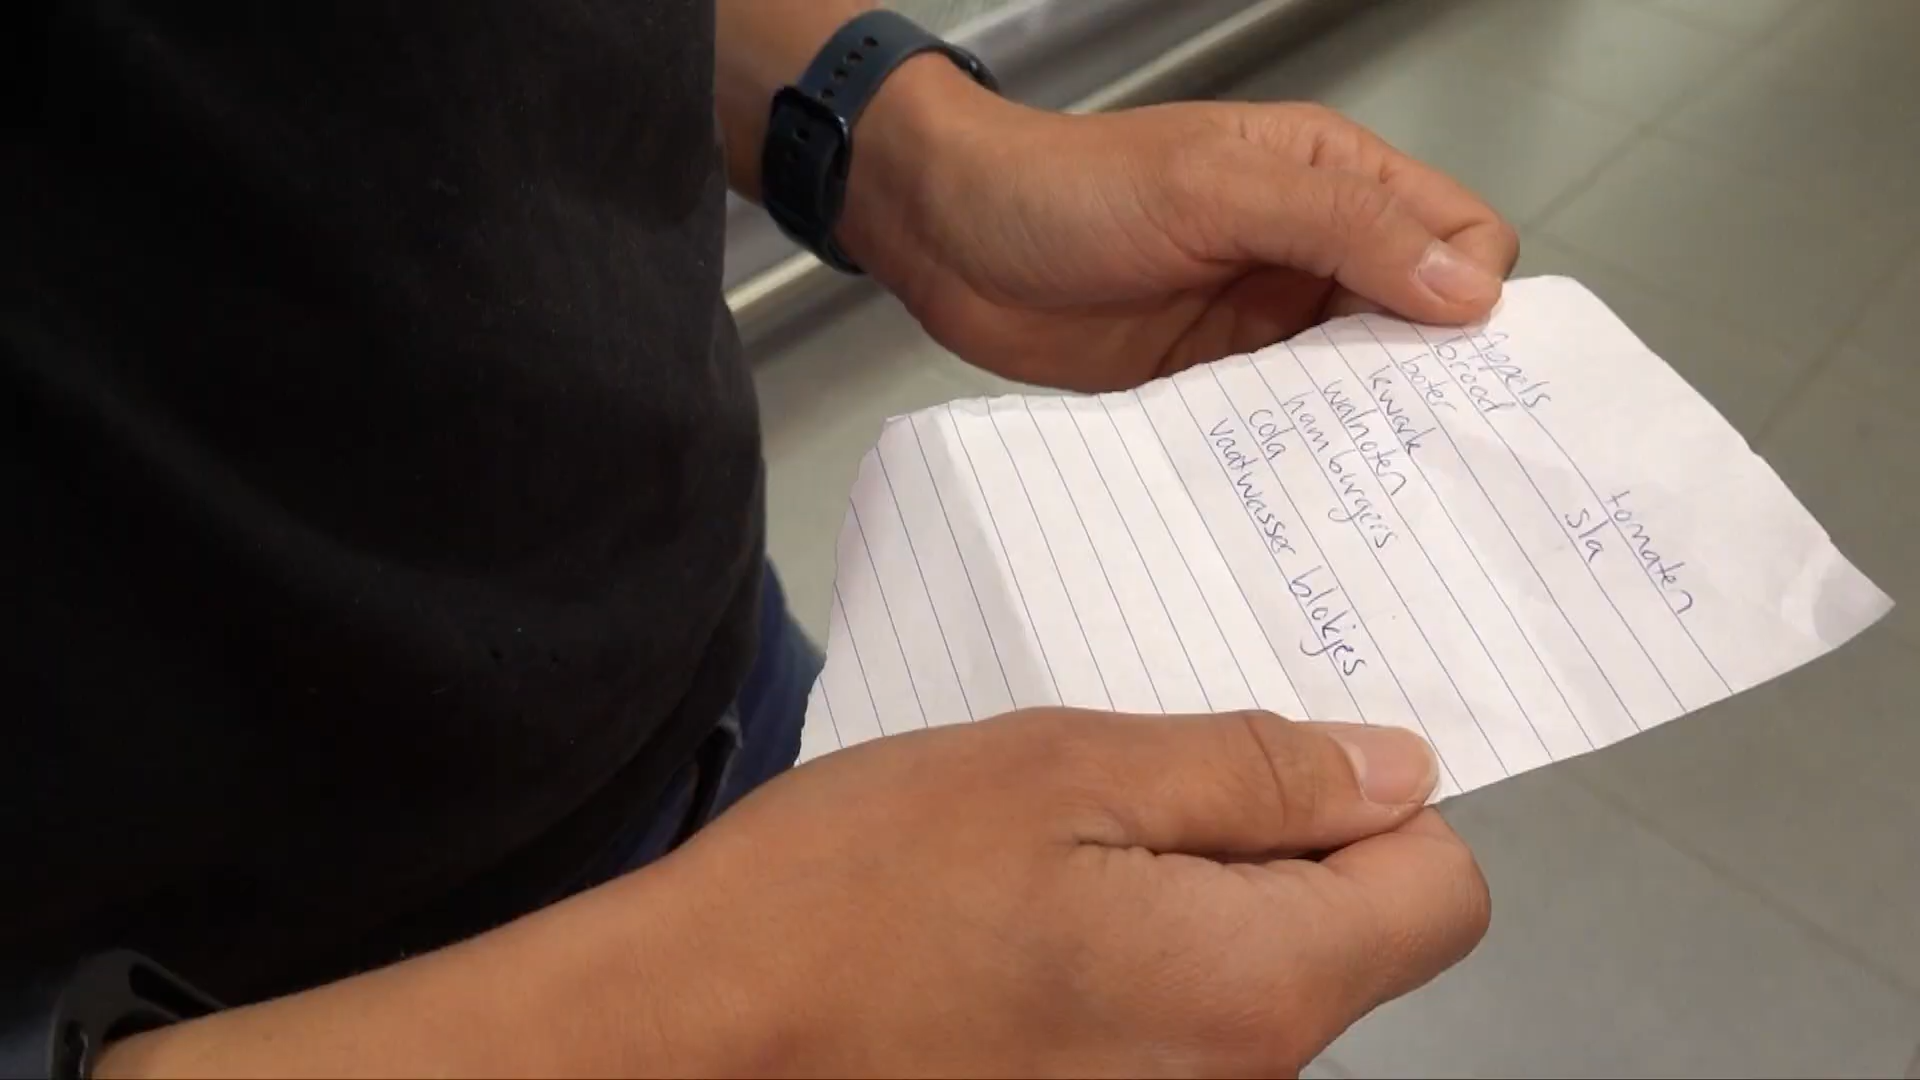 Appels
brood
boter
kwark
walnoten
hamburgers
cola
vaatwasser blokjes
tomaten
sla